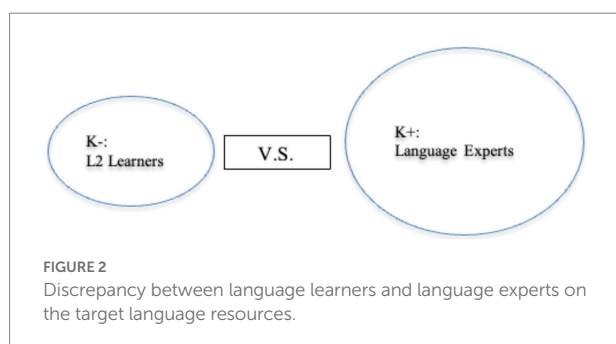 K-:
L2 Learners
V.S.
K+:
Language Experts
FIGURE 2
Discrepancy between language learners and language experts on
the target language resources.